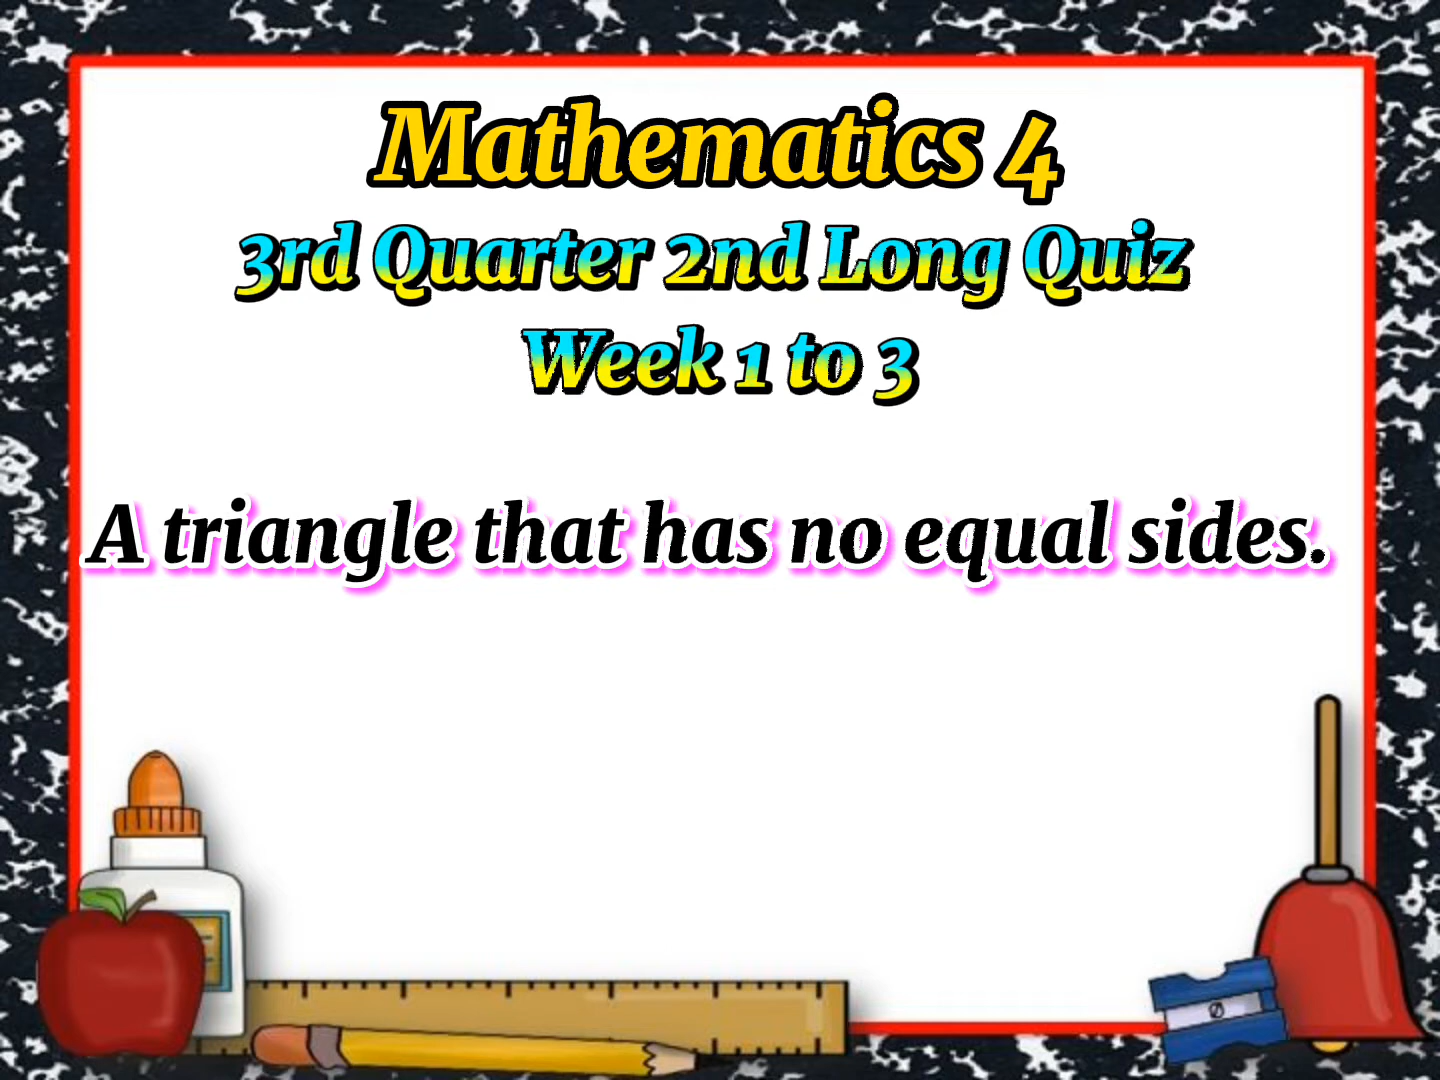 Mathematics 4
3rd Quarter 2nd Long Quiz
Week 1 to 3
A triangle that has no equal sides.